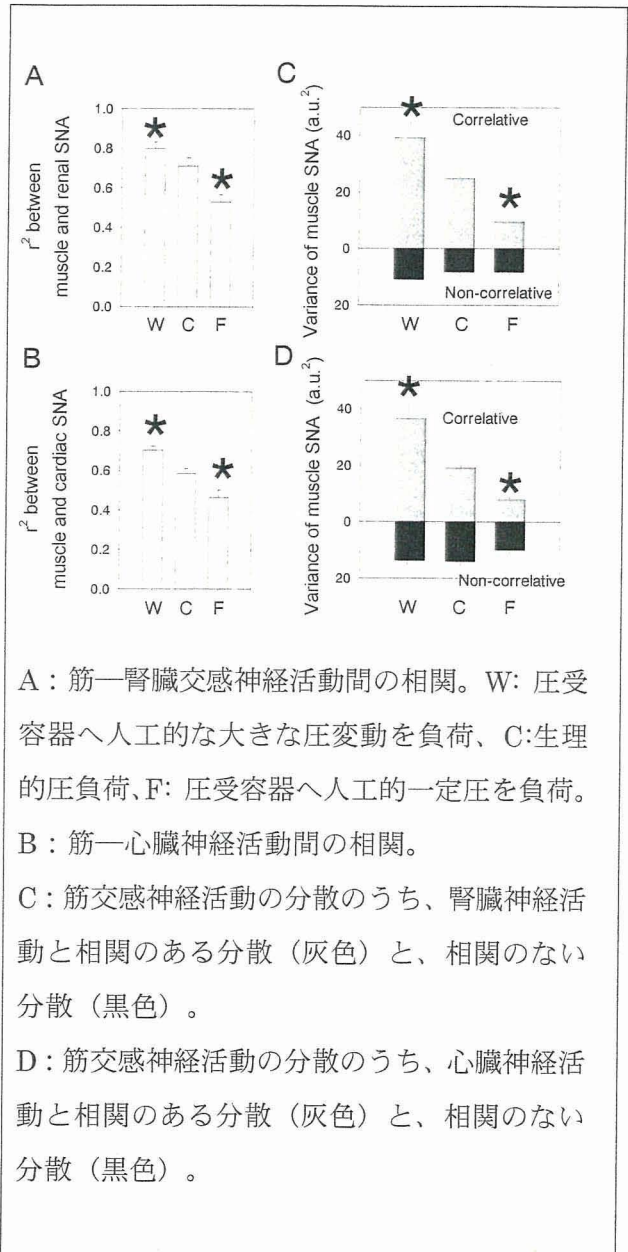 A
r² between
muscle and renal SNA
1.0
0.8
0.6
0.4
0.2
0.0
*
*
W C F
C
Variance of muscle SNA (a.u.²)
40
20
0
20
*
Correlative
*
Non-correlative
W C F
B
r² between
muscle and cardiac SNA
1.0
0.8
0.6
0.4
0.2
0.0
*
*
W C F
D
Variance of muscle SNA (a.u.²)
40
20
0
20
*
Correlative
*
Non-correlative
W C F
A：筋―腎臓交感神経活動間の相関。W: 圧受
容器へ人工的な大きな圧変動を負荷、C:生理
的圧負荷、F: 圧受容器へ人工的一定圧を負荷。
B：筋―心臓神経活動間の相関。
C：筋交感神経活動の分散のうち、腎臓神経活
動と相関のある分散（灰色）と、相関のない
分散（黒色）。
D：筋交感神経活動の分散のうち、心臓神経活
動と相関のある分散（灰色）と、相関のない
分散（黒色）。